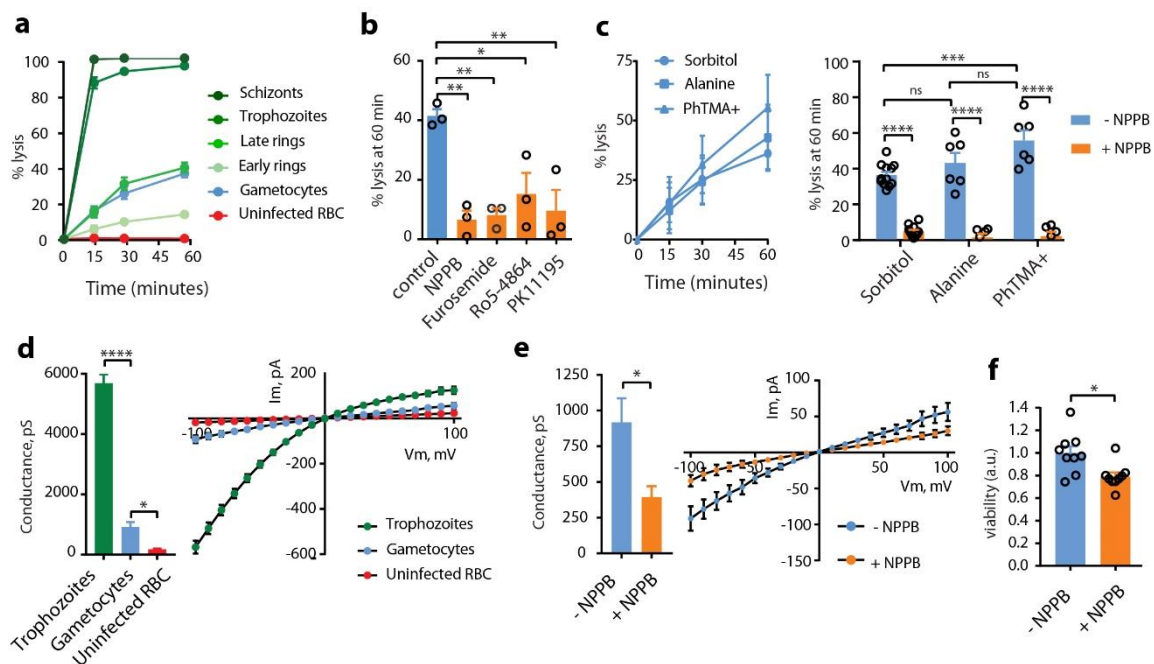 a
% lysis
100
80
60
40
20
0
0 15 30 45 60
Time (minutes)
Schizonts
Trophozoites
Late rings
Early rings
Gametocytes
Uninfected RBC
b
% lysis at 60 min
60
40
20
0
**
*
**
**
control
NPPB
Furosemide
Ro5-4864
PK11195
c
% lysis
75
50
25
0
0 15 30 45 60
Time (minutes)
Sorbitol
Alanine
PhTMA+
% lysis at 60 min
100
80
60
40
20
0
***
ns
ns
****
****
****
Sorbitol
Alanine
PhTMA+
- NPPB
+ NPPB
d
Conductance, pS
6000
4000
2000
0
****
*
Trophozoites
Gametocytes
Uninfected RBC
Im, pA
200
-100
100
Vm, mV
-200
-400
-600
Trophozoites
Gametocytes
Uninfected RBC
e
Conductance, pS
1250
1000
750
500
250
0
*
- NPPB
+ NPPB
Im, pA
100
50
-100
-50
50
100
Vm, mV
-50
-100
-150
- NPPB
+ NPPB
f
viability (a.u.)
1.4
1.2
1.0
0.8
0.6
0.4
0.2
0.0
*
- NPPB
+ NPPB